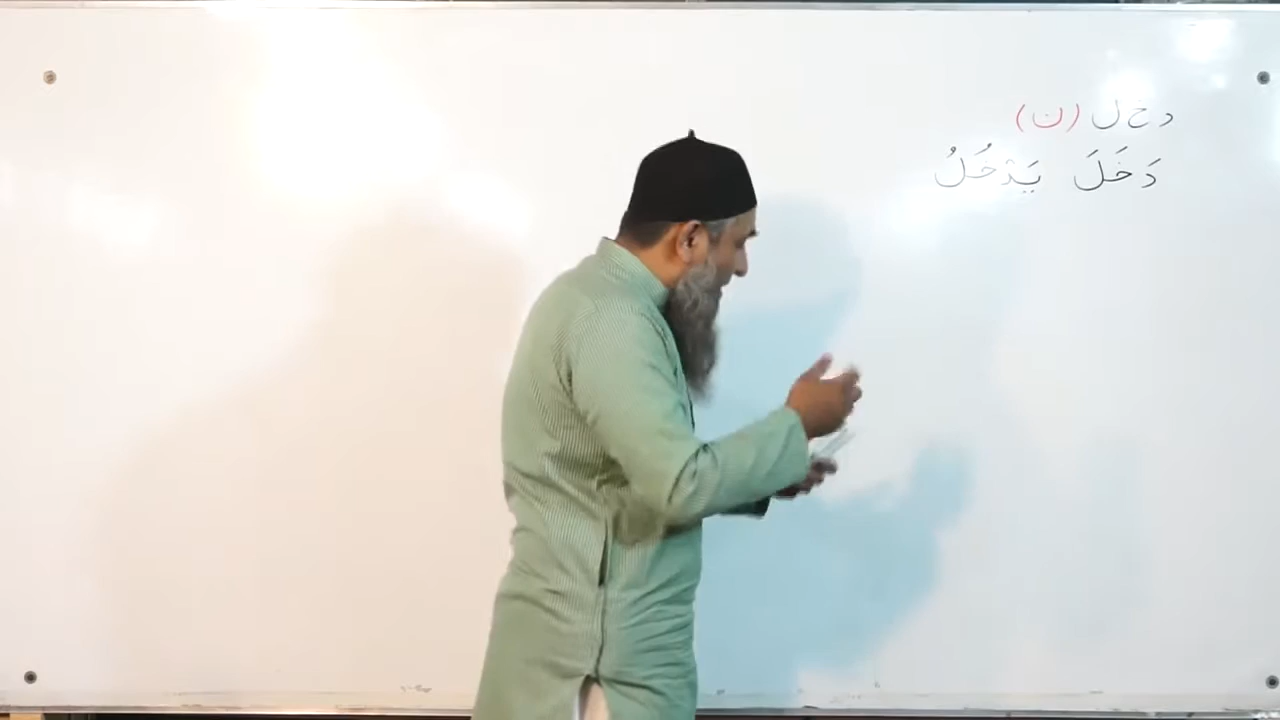 د خ ل (ن)
دَخَلَ يَدْخُلُ